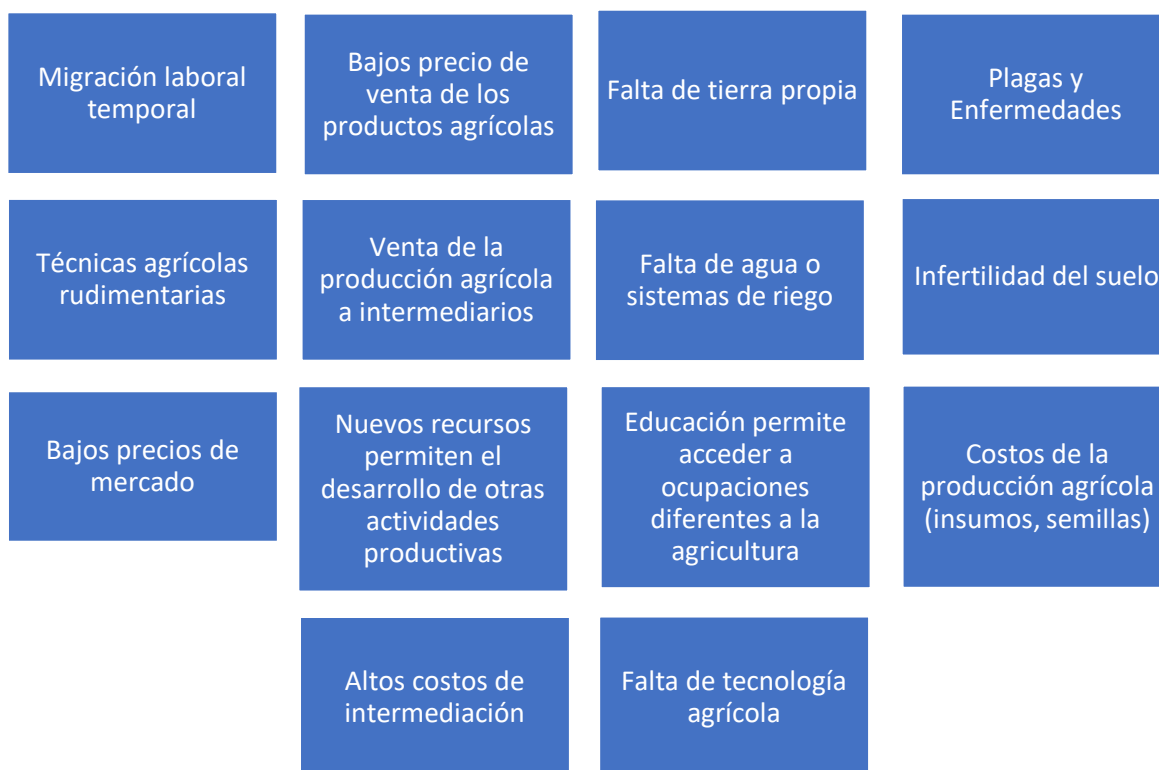 Migración laboral
temporal
Bajos precio de
venta de los
productos agrícolas
Falta de tierra propia
Plagas y
Enfermedades
Técnicas agrícolas
rudimentarias
Venta de la
producción agrícola
a intermediarios
Falta de agua o
sistemas de riego
Infertilidad del suelo
Bajos precios de
mercado
Nuevos recursos
permiten el
desarrollo de otras
actividades
productivas
Educación permite
acceder a
ocupaciones
diferentes a la
agricultura
Costos de la
producción agrícola
(insumos, semillas)
Altos costos de
intermediación
Falta de tecnología
agrícola